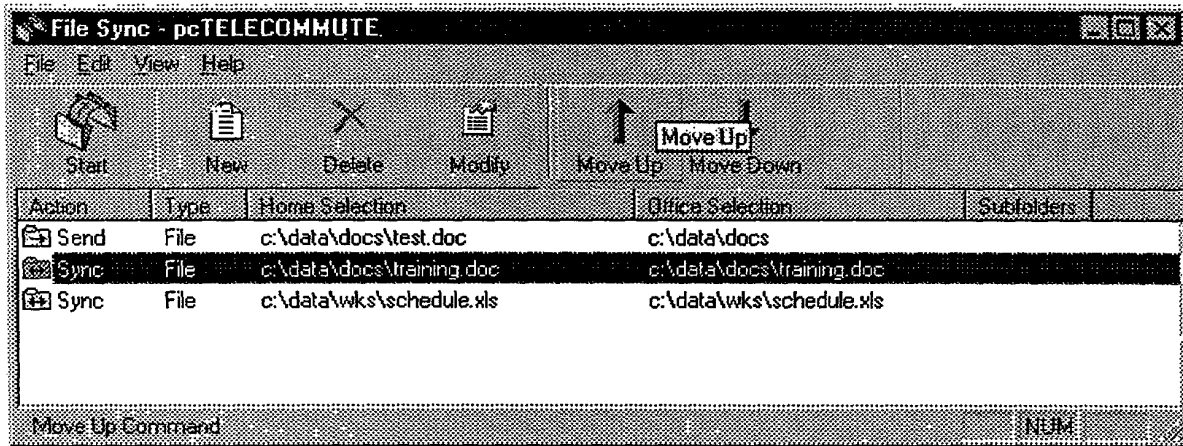 File Sync - pcTELECOMMUTE
File Edit View Help
Start New Delete Modify Move Up Move Down
Move Up
Action Type Home Selection Office Selection Subfolders
Send File c:\data\docs\test.doc c:\data\docs
Sync File c:\data\docs\training.doc c:\data\docs\training.doc
Sync File c:\data\wks\schedule.xls c:\data\wks\schedule.xls
Move Up Command NUM